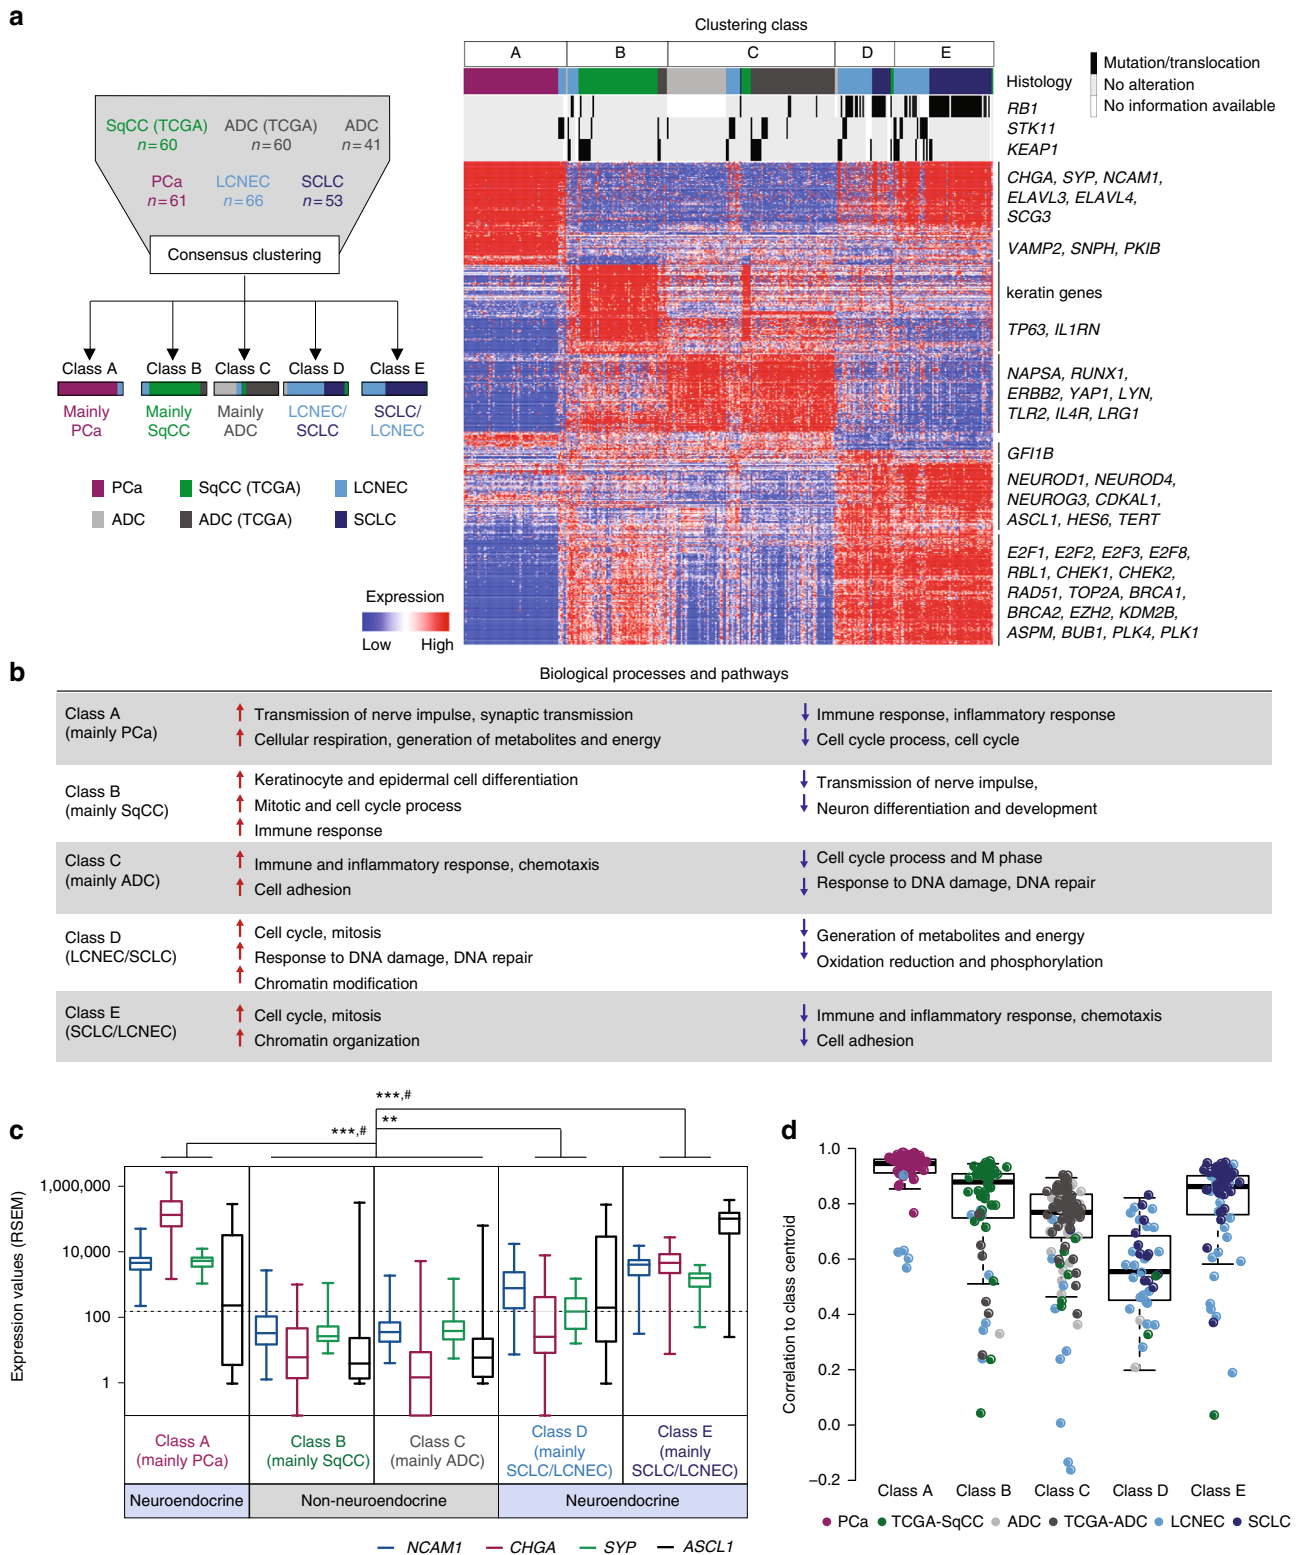 a
Clustering class
A B C D E
Histology
Mutation/translocation
No alteration
No information available
RB1
STK11
KEAP1
SqCC (TCGA) ADC (TCGA) ADC
n=60 n=60 n=41
PCa LCNEC SCLC
n=61 n=66 n=53
Consensus clustering
Class A Class B Class C Class D Class E
Mainly Mainly Mainly LCNEC/ SCLC/
PCa SqCC ADC SCLC LCNEC
PCa SqCC (TCGA) LCNEC
ADC ADC (TCGA) SCLC
Expression
Low High
CHGA, SYP, NCAM1,
ELAVL3, ELAVL4,
SCG3
VAMP2, SNPH, PKIB
keratin genes
TP63, IL1RN
NAPSA, RUNX1,
ERBB2, YAP1, LYN,
TLR2, IL4R, LRG1
GFI1B
NEUROD1, NEUROD4,
NEUROG3, CDKAL1,
ASCL1, HES6, TERT
E2F1, E2F2, E2F3, E2F8,
RBL1, CHEK1, CHEK2,
RAD51, TOP2A, BRCA1,
BRCA2, EZH2, KDM2B,
ASPM, BUB1, PLK4, PLK1
b
Biological processes and pathways
Class A
(mainly PCa)
↑ Transmission of nerve impulse, synaptic transmission
↑ Cellular respiration, generation of metabolites and energy
↓ Immune response, inflammatory response
↓ Cell cycle process, cell cycle
Class B
(mainly SqCC)
↑ Keratinocyte and epidermal cell differentiation
↑ Mitotic and cell cycle process
↑ Immune response
↓ Transmission of nerve impulse,
↓ Neuron differentiation and development
Class C
(mainly ADC)
↑ Immune and inflammatory response, chemotaxis
↑ Cell adhesion
↓ Cell cycle process and M phase
↓ Response to DNA damage, DNA repair
Class D
(LCNEC/SCLC)
↑ Cell cycle, mitosis
↑ Response to DNA damage, DNA repair
↑ Chromatin modification
↓ Generation of metabolites and energy
↓ Oxidation reduction and phosphorylation
Class E
(SCLC/LCNEC)
↑ Cell cycle, mitosis
↑ Chromatin organization
↓ Immune and inflammatory response, chemotaxis
↓ Cell adhesion
c
***,#
**
***,#
Expression values (RSEM)
1,000,000
10,000
100
1
Class A Class B Class C Class D Class E
(mainly PCa) (mainly SqCC) (mainly ADC) (mainly (mainly
SCLC/LCNEC) SCLC/LCNEC)
Neuroendocrine Non-neuroendocrine Neuroendocrine
NCAM1 CHGA SYP ASCL1
d
Correlation to class centroid
1.0
0.8
0.6
0.4
0.2
0.0
−0.2
Class A Class B Class C Class D Class E
PCa TCGA-SqCC ADC TCGA-ADC LCNEC SCLC